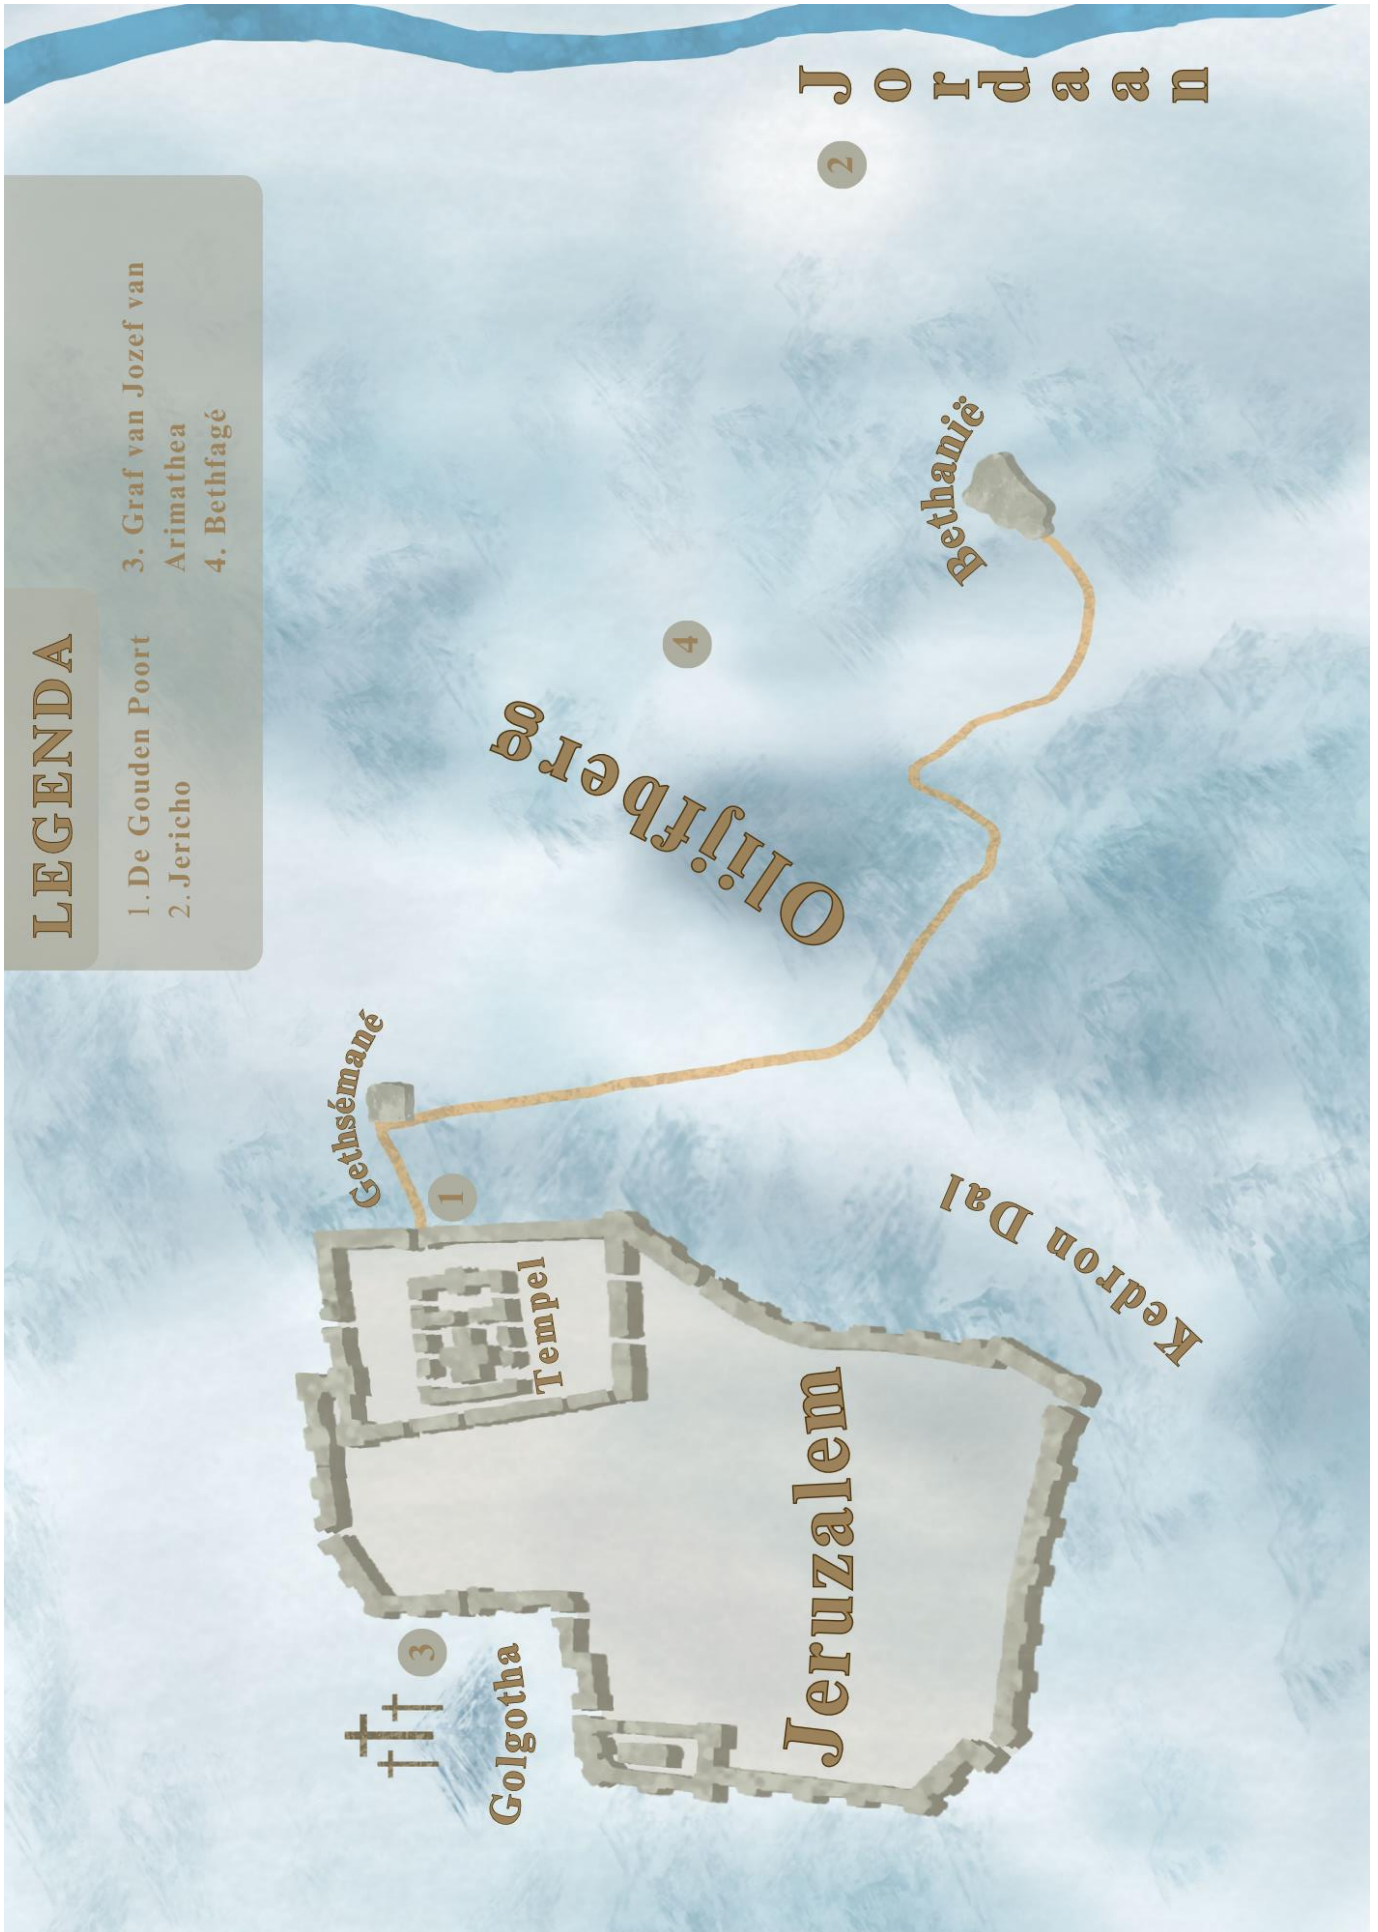 LEGENDA
1. De Gouden Poort
2. Jericho
3. Graf van Jozef van
Arimathea
4. Bethfagé
Golgotha
3
Jeruzalem
Tempel
1
Gethsémané
Kedron Dal
Olijfberg
4
Bethanië
2
Jordaan